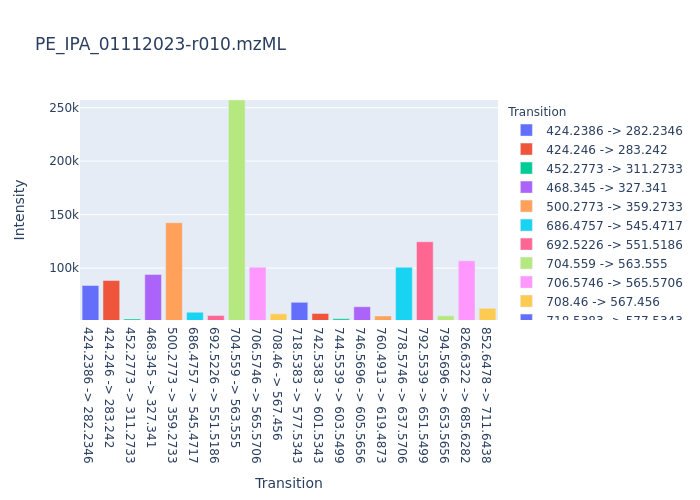 PE_IPA_01112023-r010.mzML
250k
200k
150k
100k
Intensity
424.2386 -> 282.2346
424.246 -> 283.242
452.2773 -> 311.2733
468.345 -> 327.341
500.2773 -> 359.2733
686.4757 -> 545.4717
692.5226 -> 551.5186
704.559 -> 563.555
706.5746 -> 565.5706
708.46 -> 567.456
718.5383 -> 577.5343
742.5383 -> 601.5343
744.5539 -> 603.5499
746.5696 -> 605.5656
760.4913 -> 619.4873
778.5746 -> 637.5706
792.5539 -> 651.5499
794.5696 -> 653.5656
826.6322 -> 685.6282
852.6478 -> 711.6438
Transition
Transition
424.2386 -> 282.2346
424.246 -> 283.242
452.2773 -> 311.2733
468.345 -> 327.341
500.2773 -> 359.2733
686.4757 -> 545.4717
692.5226 -> 551.5186
704.559 -> 563.555
706.5746 -> 565.5706
708.46 -> 567.456
718.5383 -> 577.5343